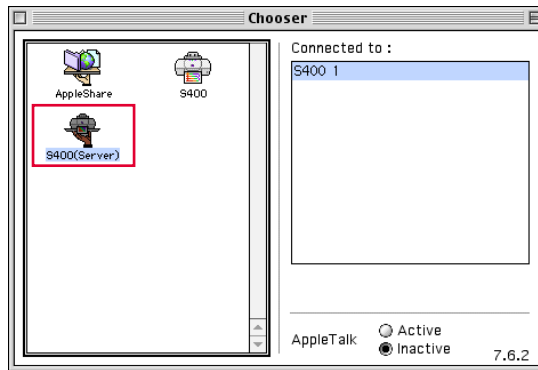 Chooser
AppleShare
S400
S400(Server)
Connected to :
S400 1
AppleTalk
Active
Inactive
7.6.2